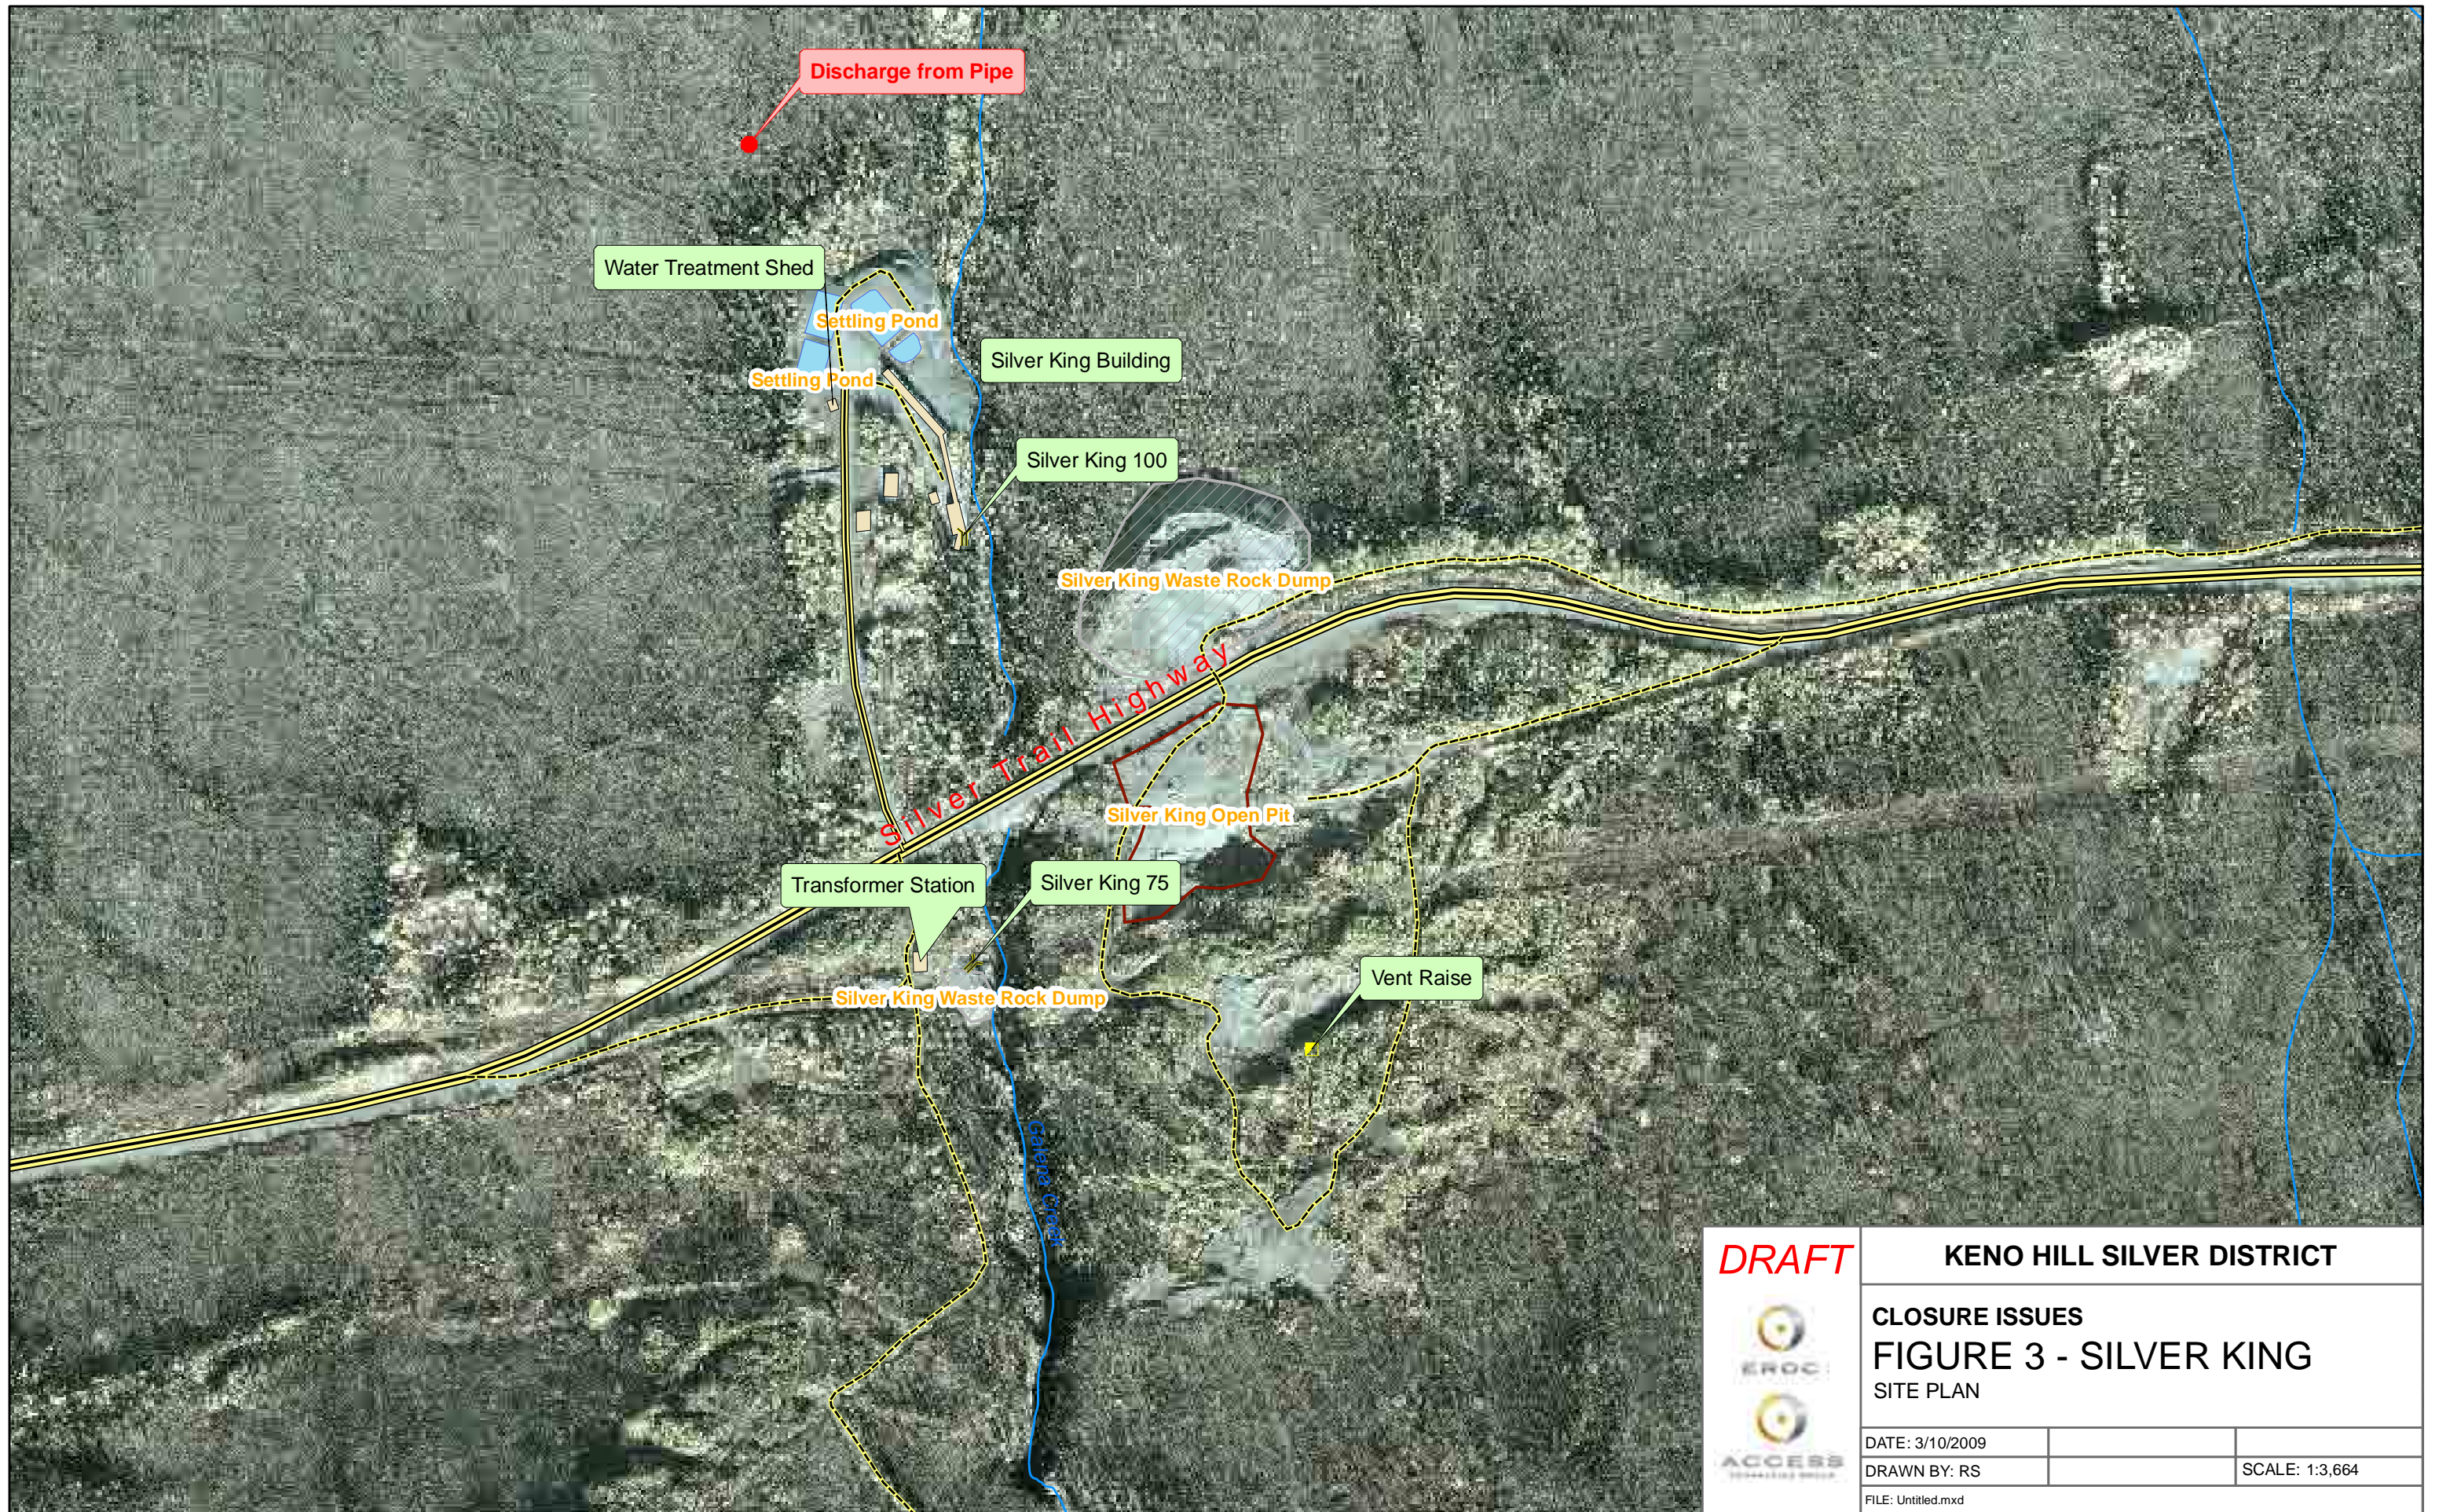 Discharge from Pipe
Water Treatment Shed
Settling Pond
Silver King Building
Settling Pond
Silver King 100
Silver King Waste Rock Dump
Silver Trail Highway
Silver King Open Pit
Transformer Station
Silver King 75
Vent Raise
Silver King Waste Rock Dump
Galena Creek
DRAFT
KENO HILL SILVER DISTRICT
CLOSURE ISSUES
FIGURE 3 - SILVER KING
SITE PLAN
EROC
ACCESS
DATE: 3/10/2009
DRAWN BY: RS
SCALE: 1:3,664
FILE: Untitled.mxd